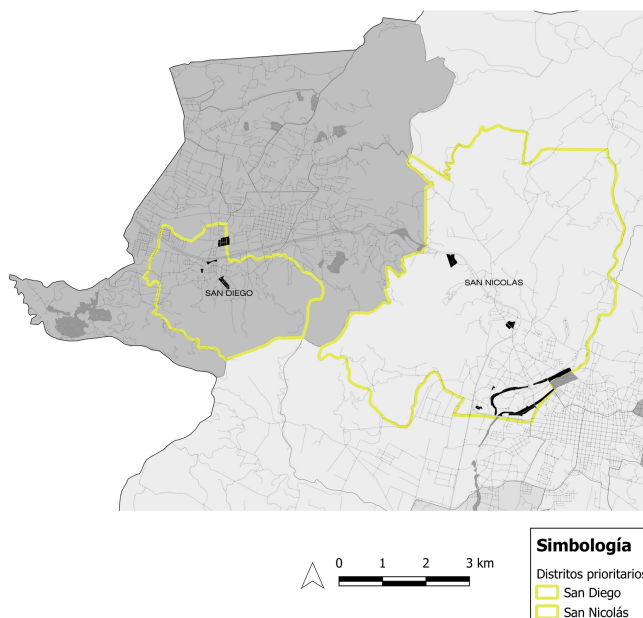 SAN DIEGO
SAN NICOLAS
0 1 2 3 km
Simbología
Distritos prioritarios
San Diego
San Nicolás